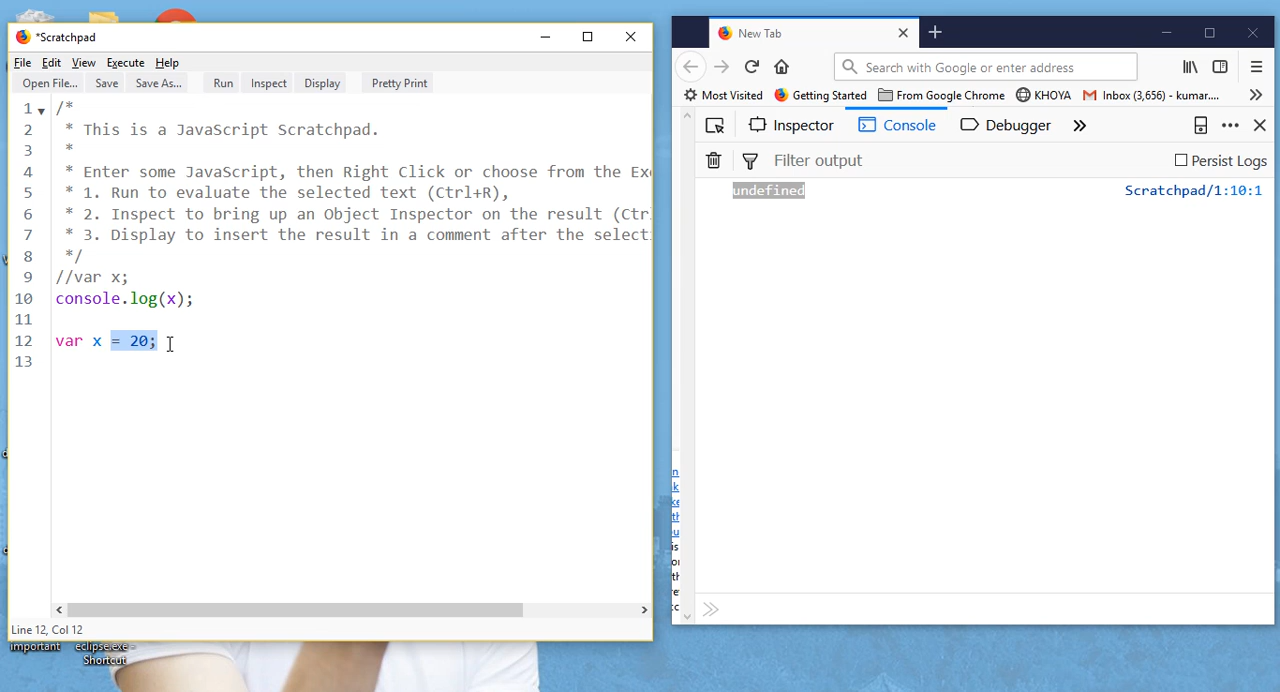 *Scratchpad
File Edit View Execute Help
Open File... Save Save As... Run Inspect Display Pretty Print
1 /*
2 * This is a JavaScript Scratchpad.
3 *
4 * Enter some JavaScript, then Right Click or choose from the Exe
5 * 1. Run to evaluate the selected text (Ctrl+R),
6 * 2. Inspect to bring up an Object Inspector on the result (Ctr
7 * 3. Display to insert the result in a comment after the selecti
8 */
9 //var x;
10 console.log(x);
11
12 var x = 20;
13
Line 12, Col 12
important
eclipse.exe -
Shortcut
New Tab
Search with Google or enter address
Most Visited Getting Started From Google Chrome KHOYA Inbox (3,656) - kumar....
Inspector Console Debugger
Filter output Persist Logs
undefined Scratchpad/1:10:1